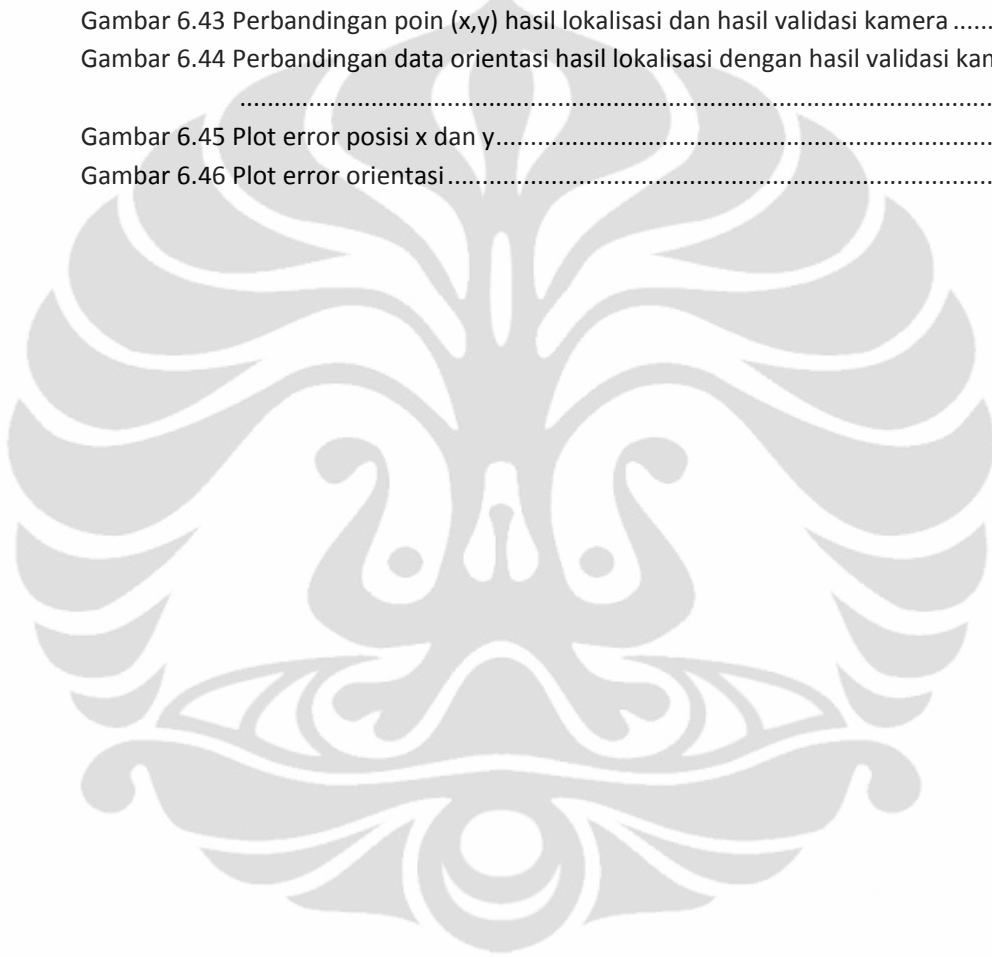 Gambar 6.43 Perbandingan poin (x,y) hasil lokalisasi dan hasil validasi kamera ......
Gambar 6.44 Perbandingan data orientasi hasil lokalisasi dengan hasil validasi
....................................................................................................................
Gambar 6.45 Plot error posisi x dan y.........................................................................
Gambar 6.46 Plot error orientasi................................................................................